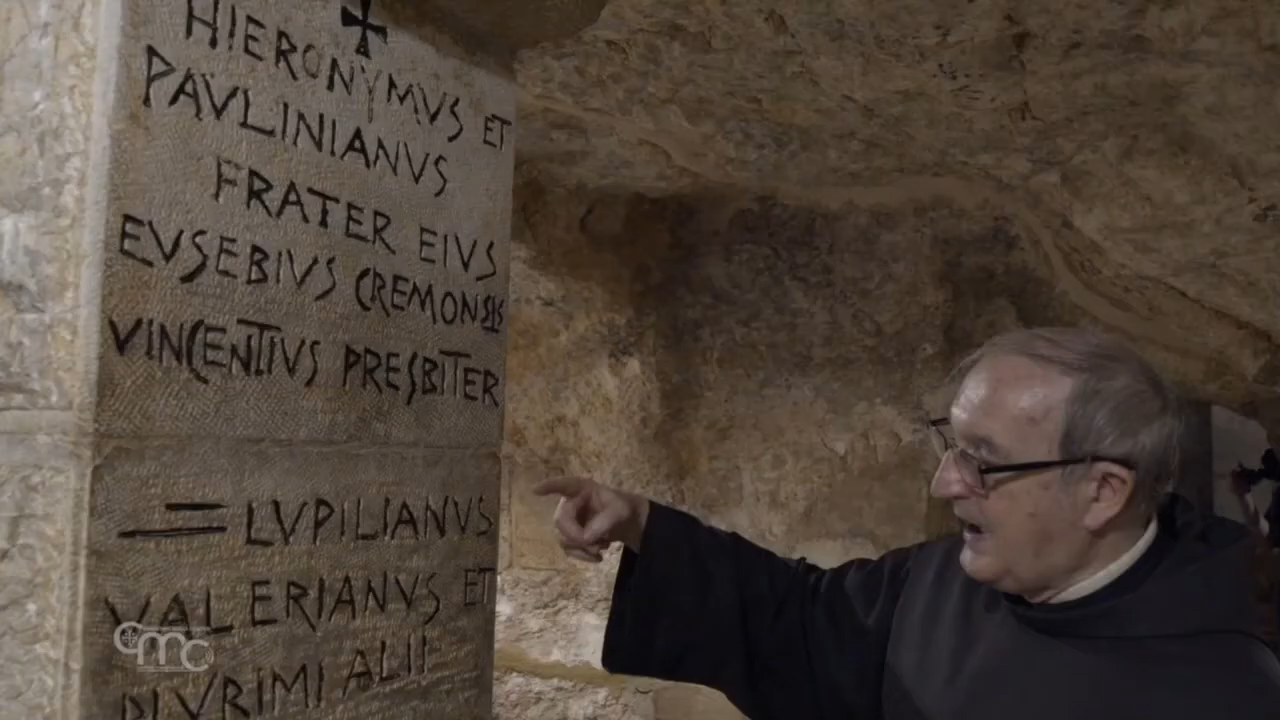 HIERONYMVS ET
PAVLINIANVS
FRATER EIVS
EVSEBIVS CREMONSIS
VINCENTIVS PRESBITER
= LVPILIANVS
VALERIANVS ET
PLVRIMI ALII
cmc